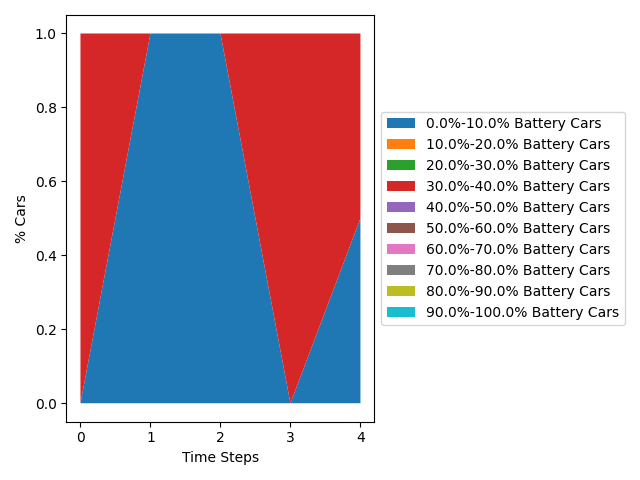 1.0
0.8
0.6
0.4
0.2
0.0
% Cars
0
1
2
3
4
Time Steps
0.0%-10.0% Battery Cars
10.0%-20.0% Battery Cars
20.0%-30.0% Battery Cars
30.0%-40.0% Battery Cars
40.0%-50.0% Battery Cars
50.0%-60.0% Battery Cars
60.0%-70.0% Battery Cars
70.0%-80.0% Battery Cars
80.0%-90.0% Battery Cars
90.0%-100.0% Battery Cars